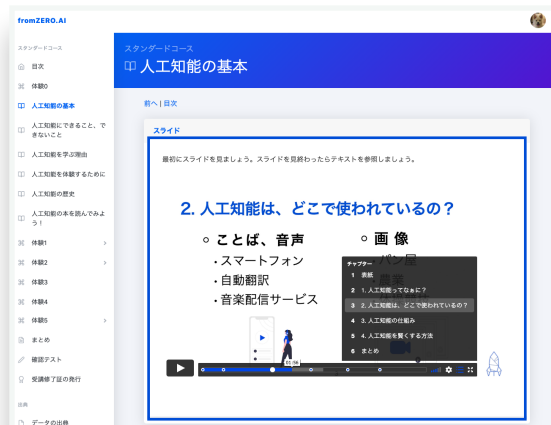 fromZERO.AI
スタンダードコース
目次
体験0
人工知能の基本
人工知能にできること、で
きないこと
人工知能を学ぶ理由
人工知能を体験するために
人工知能の歴史
人工知能の本を読んでみよ
う！
体験1
体験2
体験3
体験4
体験5
まとめ
確認テスト
受講修了証の発行
出典
データの出典
スタンダードコース
人工知能の基本
前へ | 目次
スライド
最初にスライドを見ましょう。スライドを見終わったらテキストを参照しましょう。
2. 人工知能は、どこで使われているの？
ことば、音声
・スマートフォン
・自動翻訳
・音楽配信サービス
画 像
・パン屋
チャプター
1 表紙
2 1. 人工知能ってなぁに？
3 2. 人工知能は、どこで使われているの？
4 3. 人工知能の仕組み
5 4. 人工知能を賢くする方法
6 まとめ
01:56